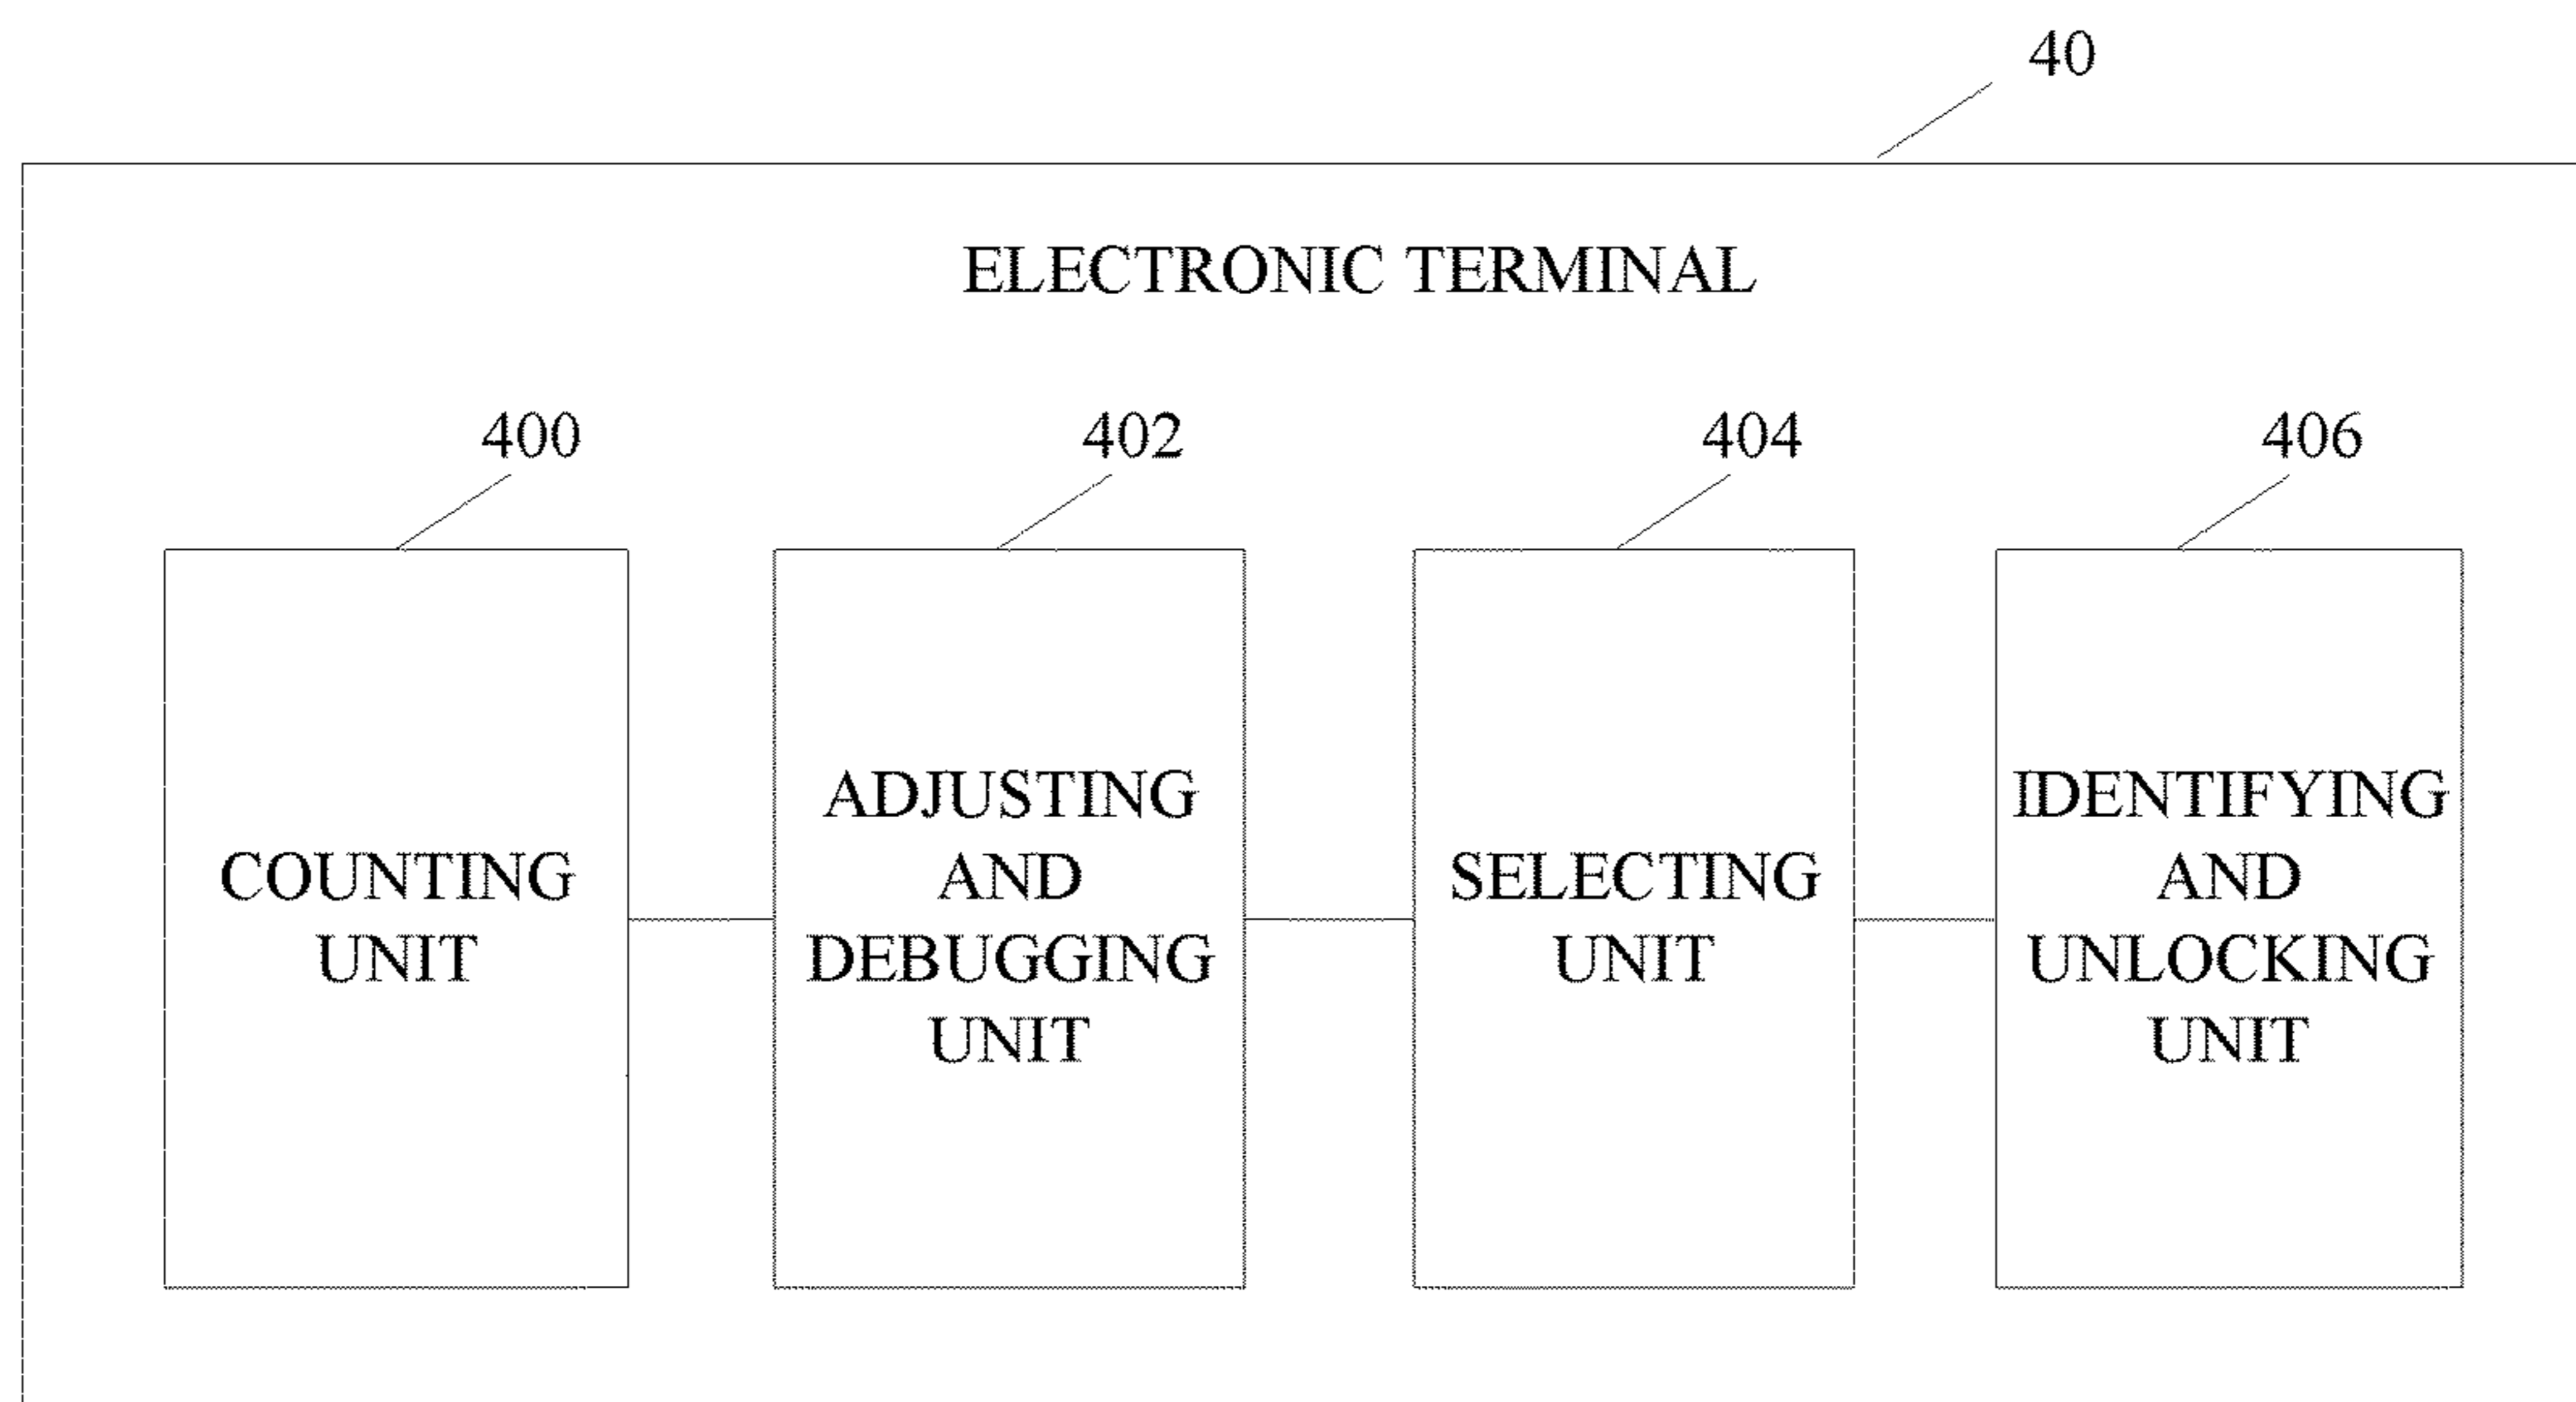 40
ELECTRONIC TERMINAL
400
402
404
406
COUNTING
UNIT
ADJUSTING
AND
DEBUGGING
UNIT
SELECTING
UNIT
IDENTIFYING
AND
UNLOCKING
UNIT